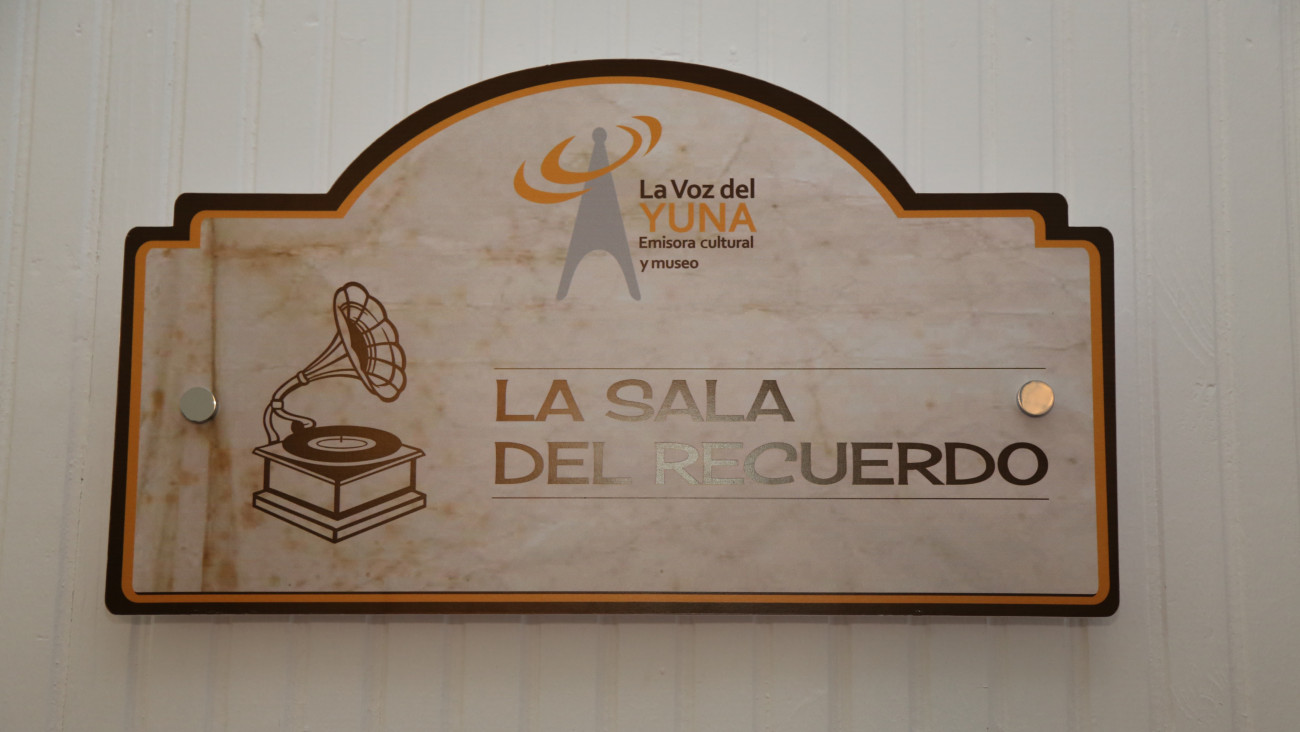 La Voz del
YUNA
Emisora cultural
y museo
LA SALA
DEL RECUERDO